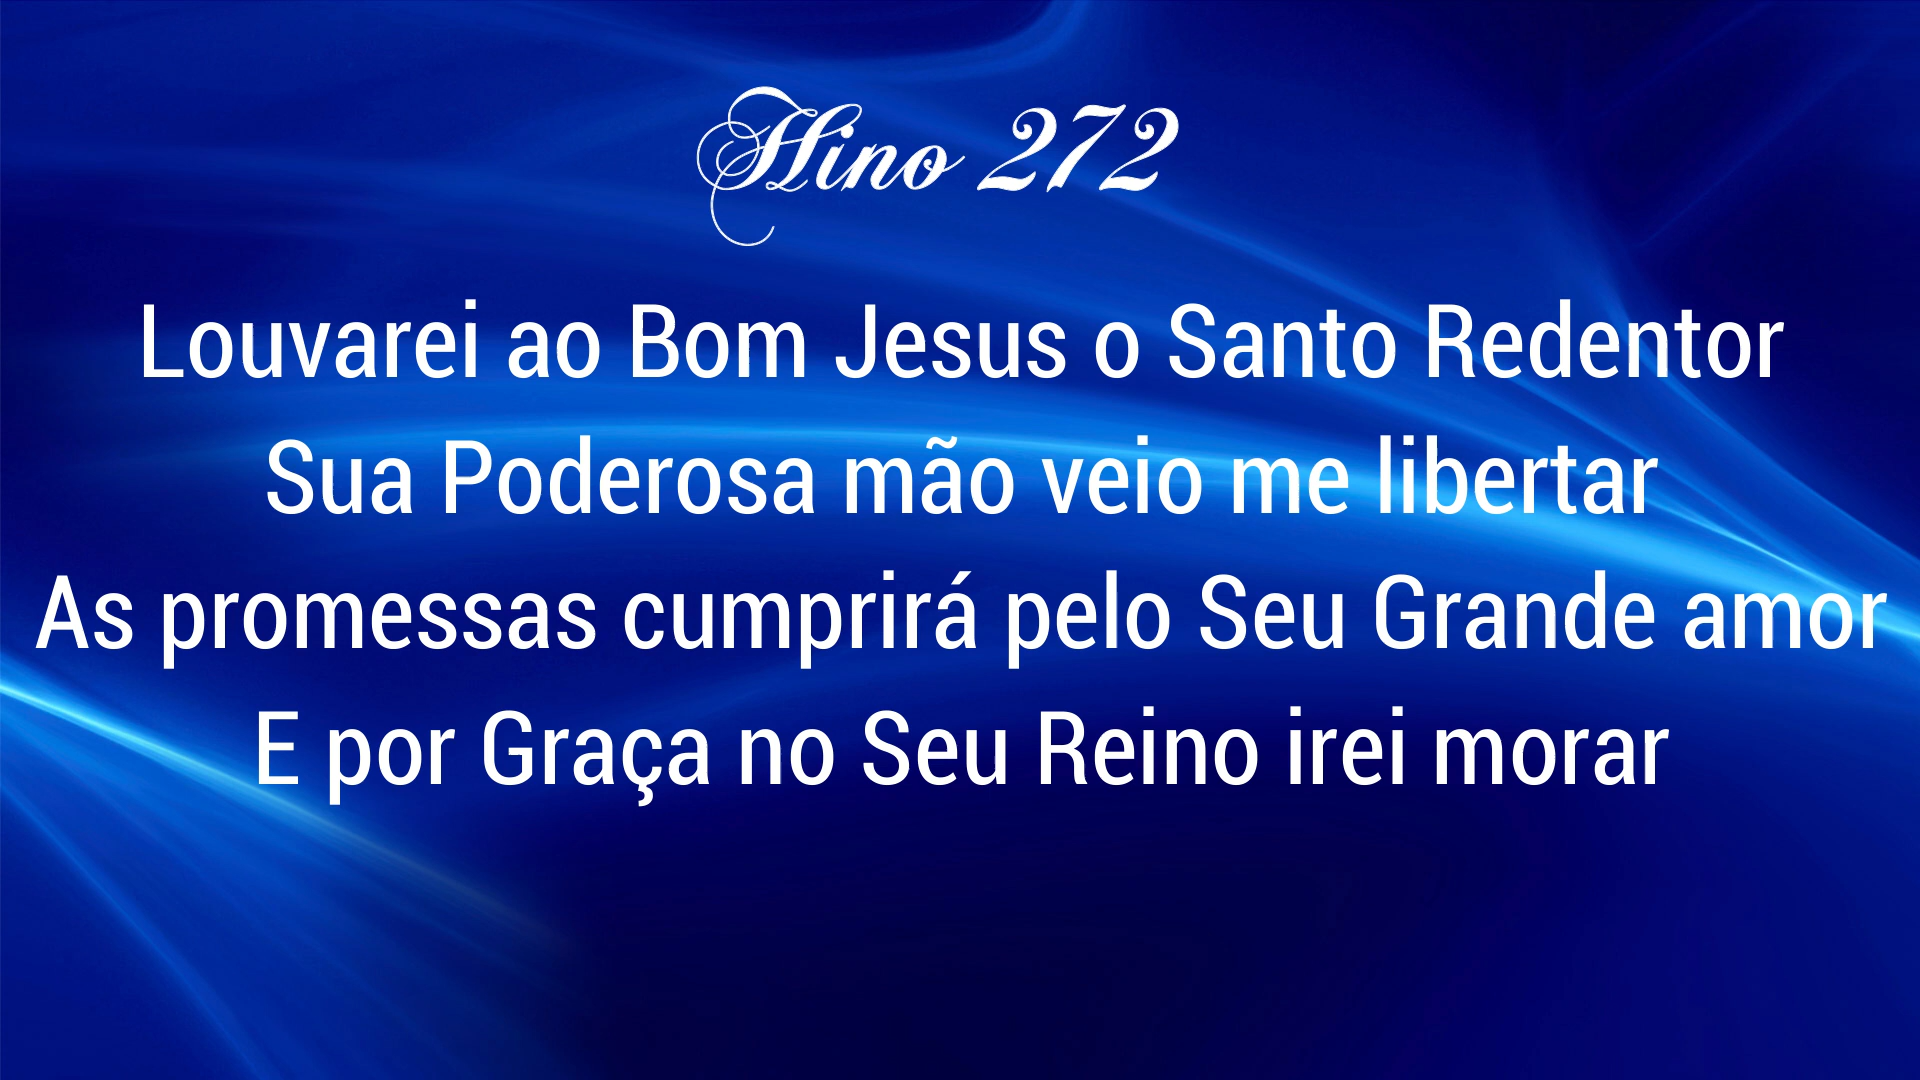 Hino 272
Louvarei ao Bom Jesus o Santo Redentor
Sua Poderosa mão veio me libertar
As promessas cumprirá pelo Seu Grande amor
E por Graça no Seu Reino irei morar